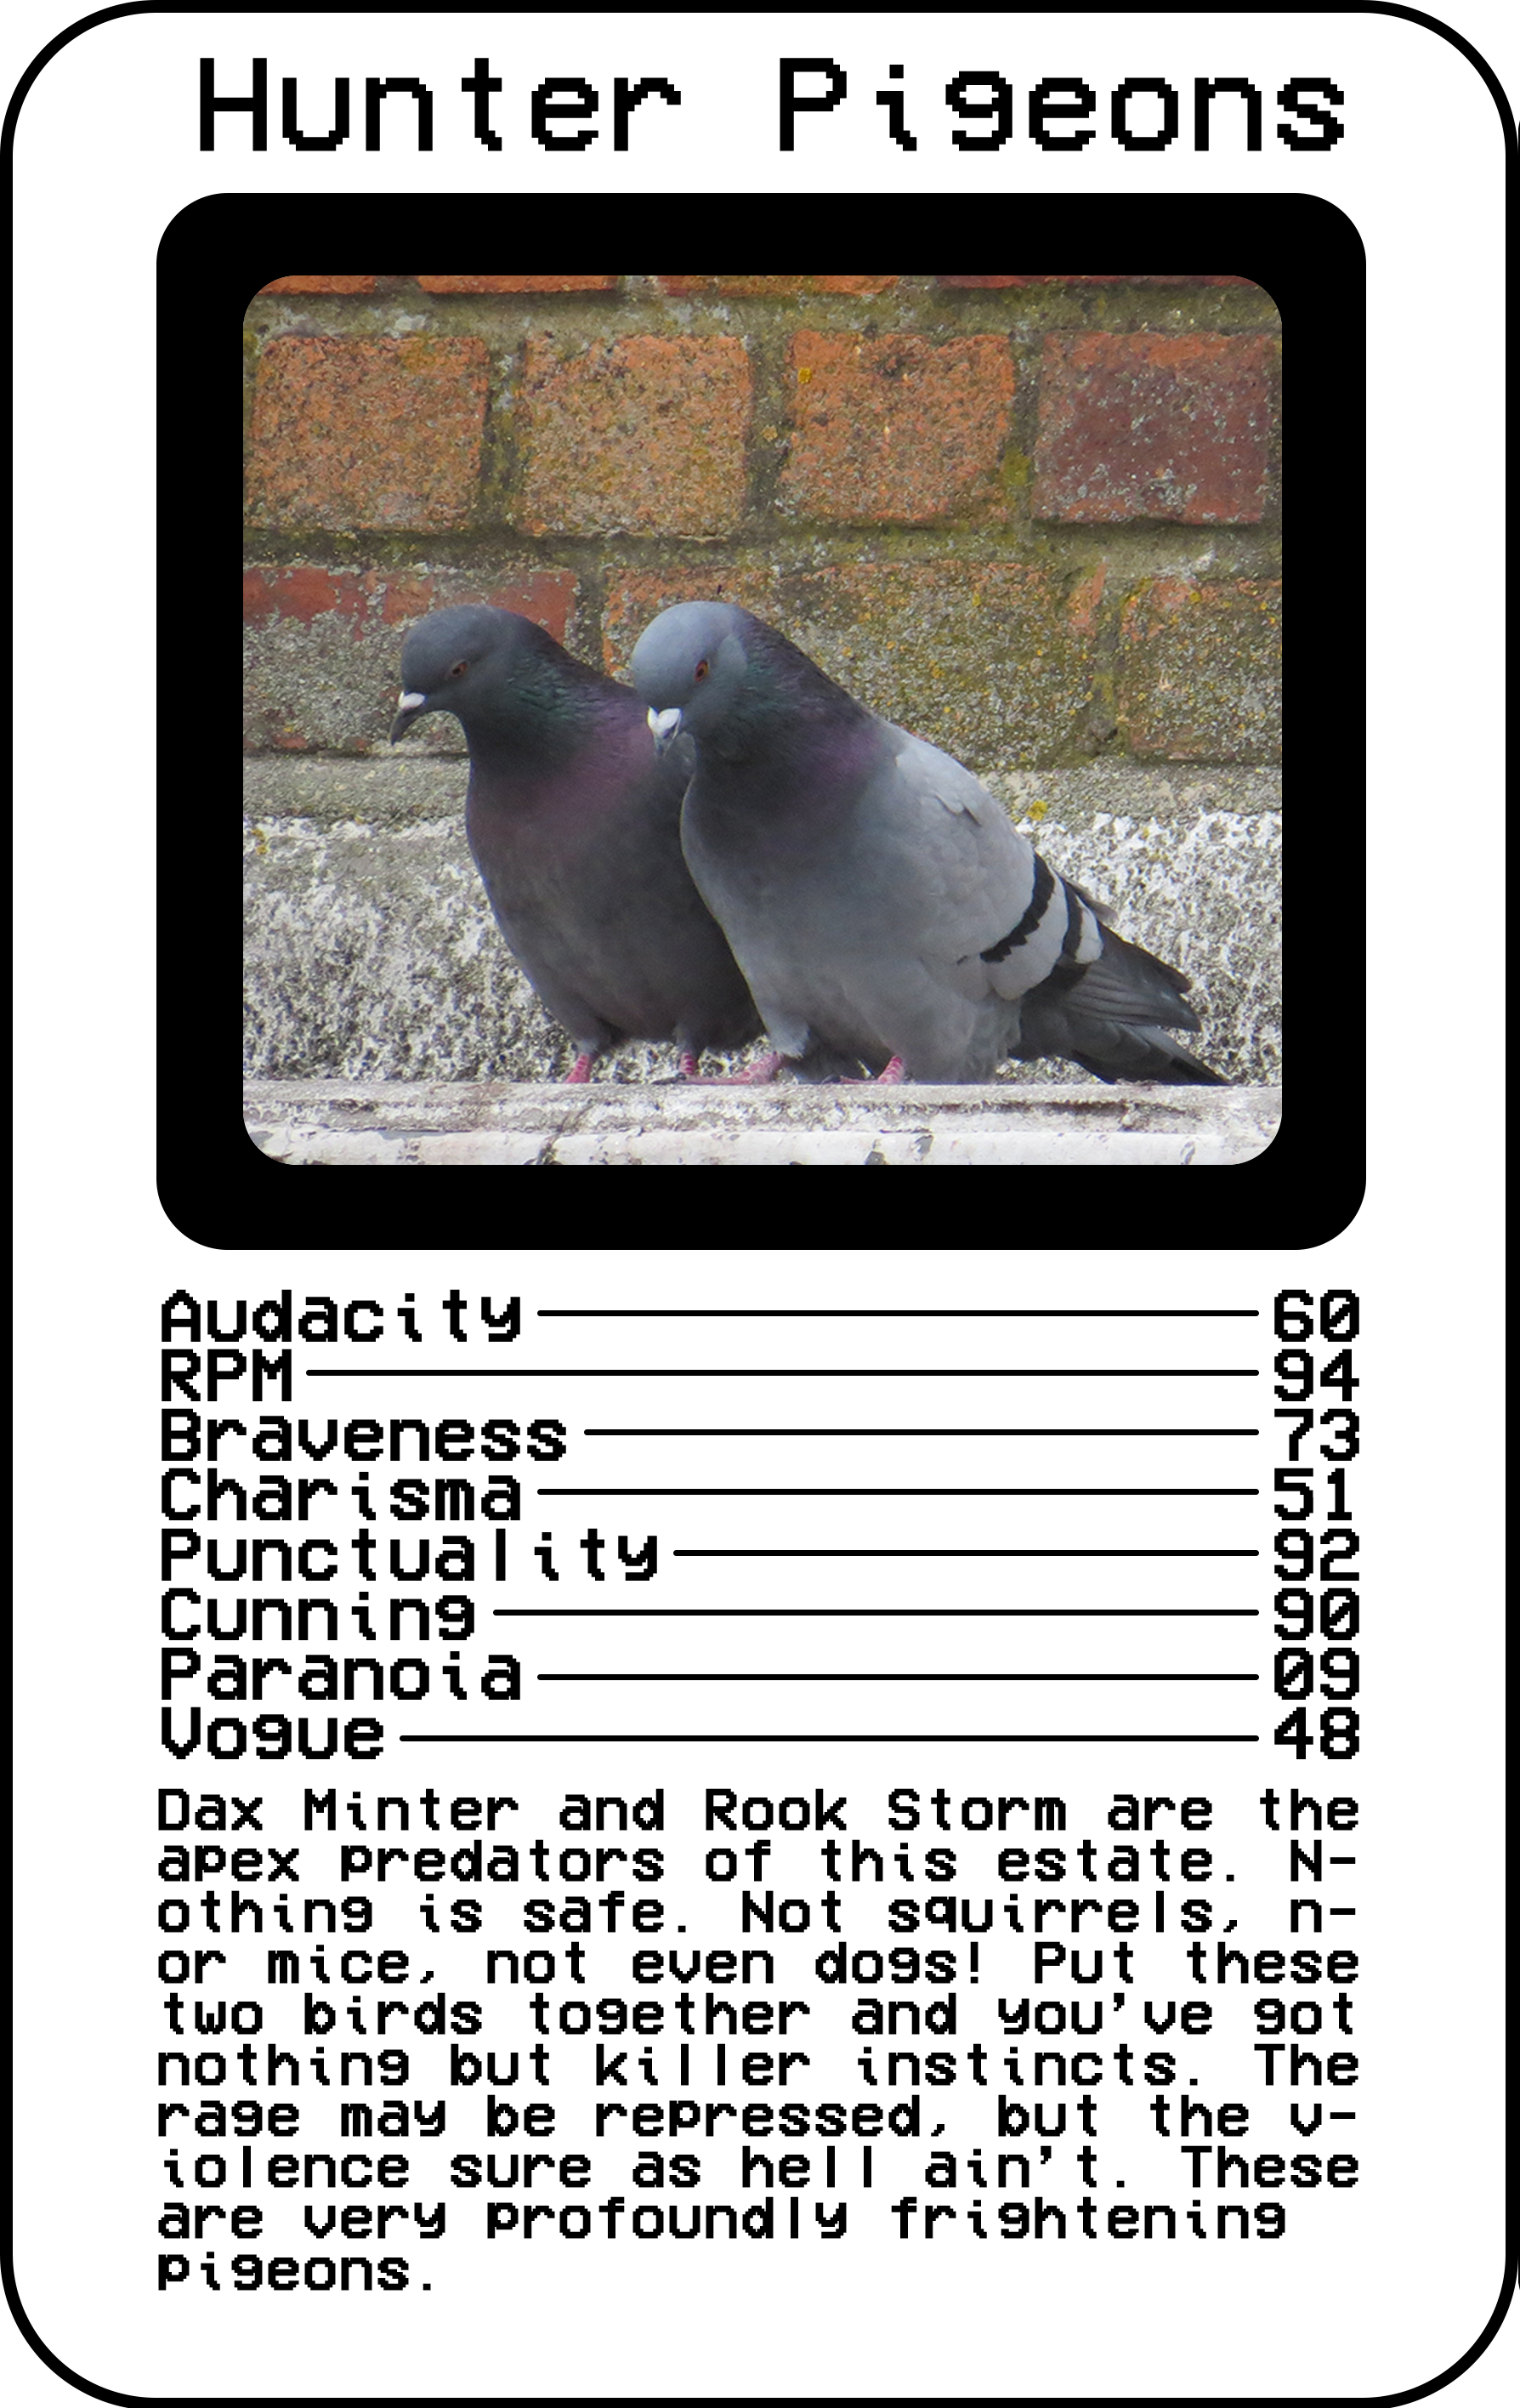 Hunter Pigeons
Audacity 60
RPM 94
Braveness 73
Charisma 51
Punctuality 92
Cunning 90
Paranoia 09
Vogue 48
Dax Minter and Rook Storm are the
apex predators of this estate. N-
othing is safe. Not squirrels, n-
or mice, not even dogs! Put these
two birds together and you've got
nothing but killer instincts. The
rage may be repressed, but the v-
iolence sure as hell ain't. These
are very profoundly frightening
pigeons.